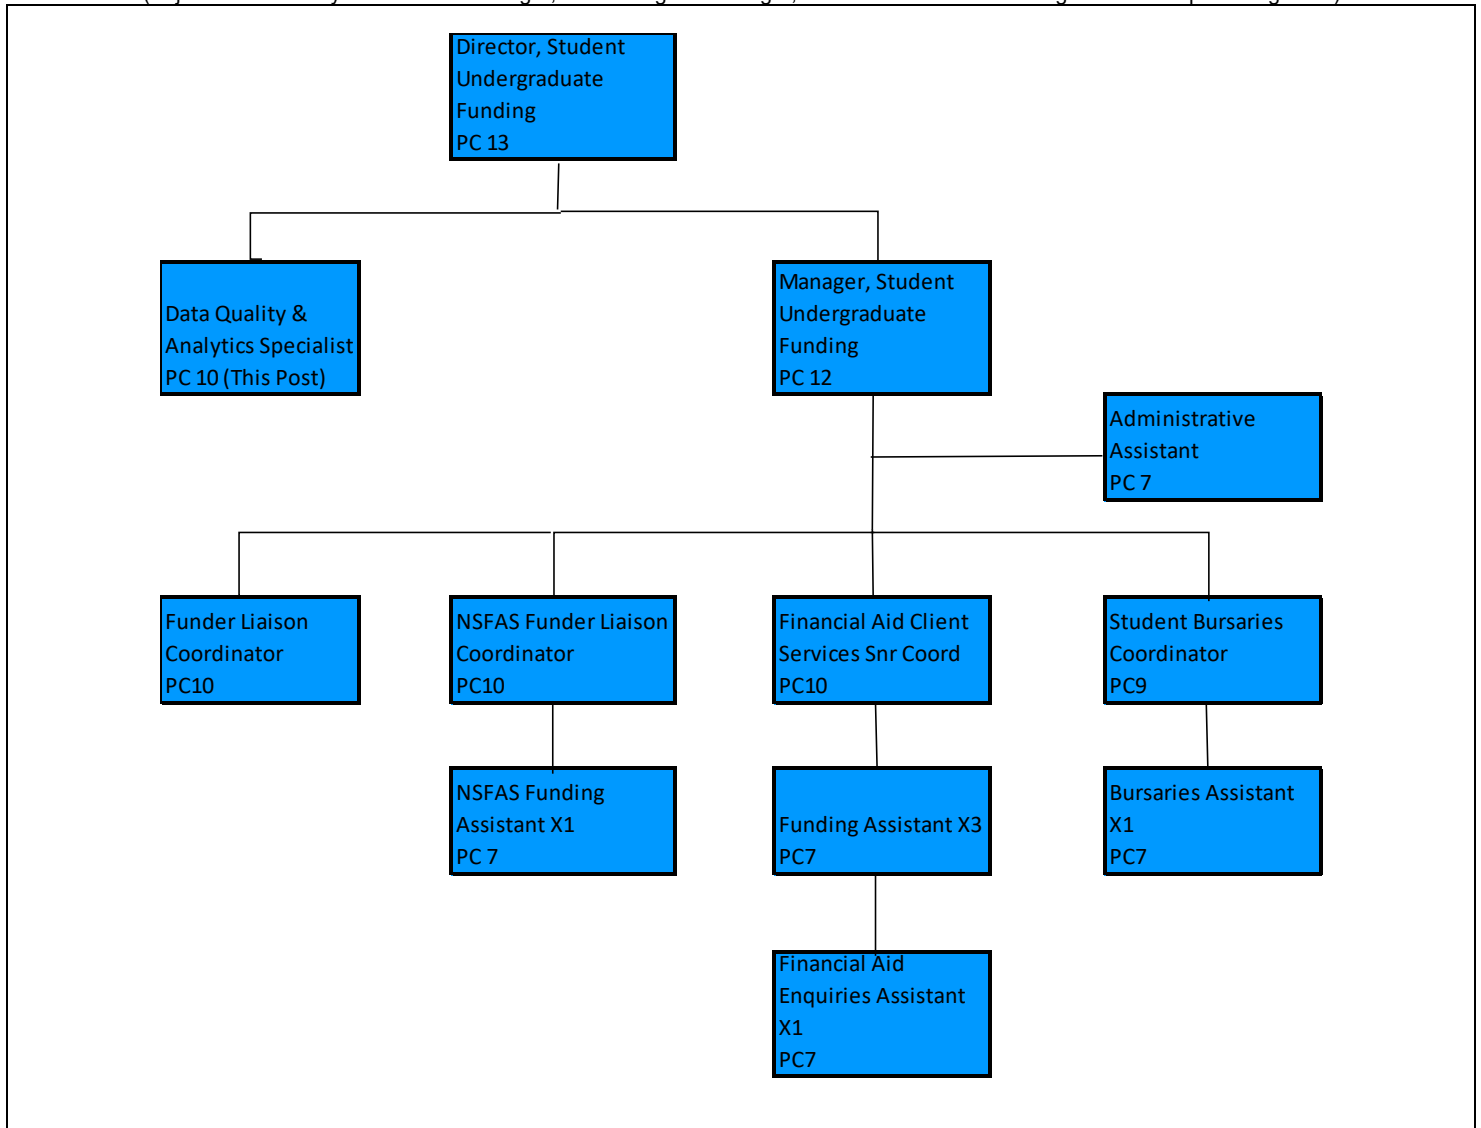 Director, Student
Undergraduate
Funding
PC 13
Data Quality &
Analytics Specialist
PC 10 (This Post)
Manager, Student
Undergraduate
Funding
PC 12
Administrative
Assistant
PC 7
Funder Liaison
Coordinator
PC10
NSFAS Funder Liaison
Coordinator
PC10
Financial Aid Client
Services Snr Coord
PC10
Student Bursaries
Coordinator
PC9
NSFAS Funding
Assistant X1
PC 7
Funding Assistant X3
PC7
Bursaries Assistant
X1
PC7
Financial Aid
Enquiries Assistant
X1
PC7